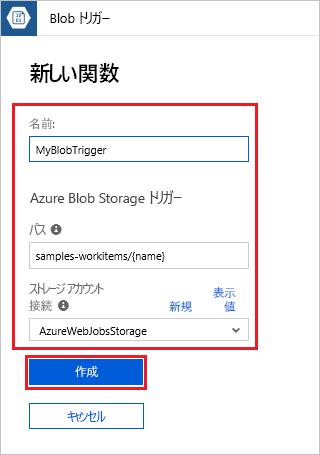 Blob トリガー
新しい関数
名前:
MyBlobTrigger
Azure Blob Storage トリガー
パス
samples-workitems/{name}
ストレージ アカウント
接続 新規 表示
値
AzureWebJobsStorage
作成
キャンセル